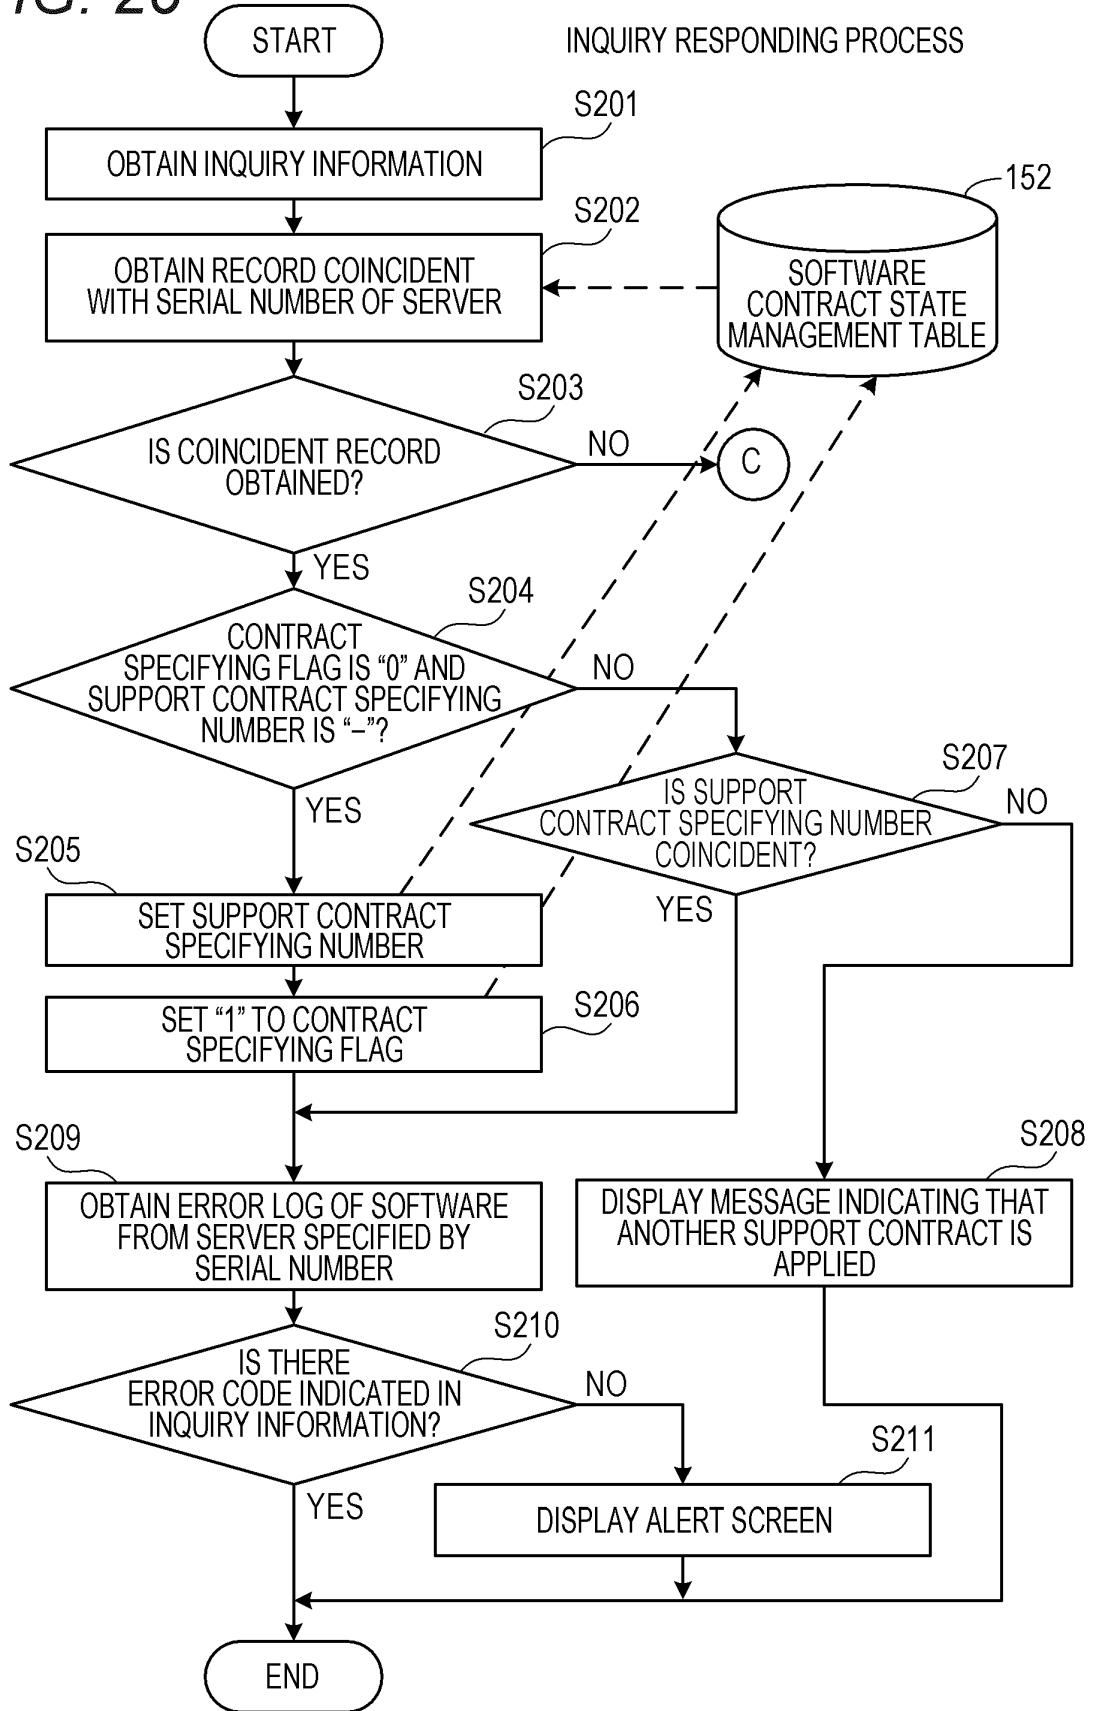 IG. 26
START
INQUIRY RESPONDING PROCESS
S201
OBTAIN INQUIRY INFORMATION
152
S202
OBTAIN RECORD COINCIDENT
WITH SERIAL NUMBER OF SERVER
SOFTWARE
CONTRACT STATE
MANAGEMENT TABLE
S203
IS COINCIDENT RECORD
OBTAINED?
NO
C
YES
S204
CONTRACT
SPECIFYING FLAG IS “0” AND
SUPPORT CONTRACT SPECIFYING
NUMBER IS “–”?
NO
YES
S207
IS SUPPORT
CONTRACT SPECIFYING NUMBER
COINCIDENT?
NO
YES
S205
SET SUPPORT CONTRACT
SPECIFYING NUMBER
S206
SET “1” TO CONTRACT
SPECIFYING FLAG
S209
OBTAIN ERROR LOG OF SOFTWARE
FROM SERVER SPECIFIED BY
SERIAL NUMBER
S208
DISPLAY MESSAGE INDICATING THAT
ANOTHER SUPPORT CONTRACT IS
APPLIED
S210
IS THERE
ERROR CODE INDICATED IN
INQUIRY INFORMATION?
NO
YES
S211
DISPLAY ALERT SCREEN
END